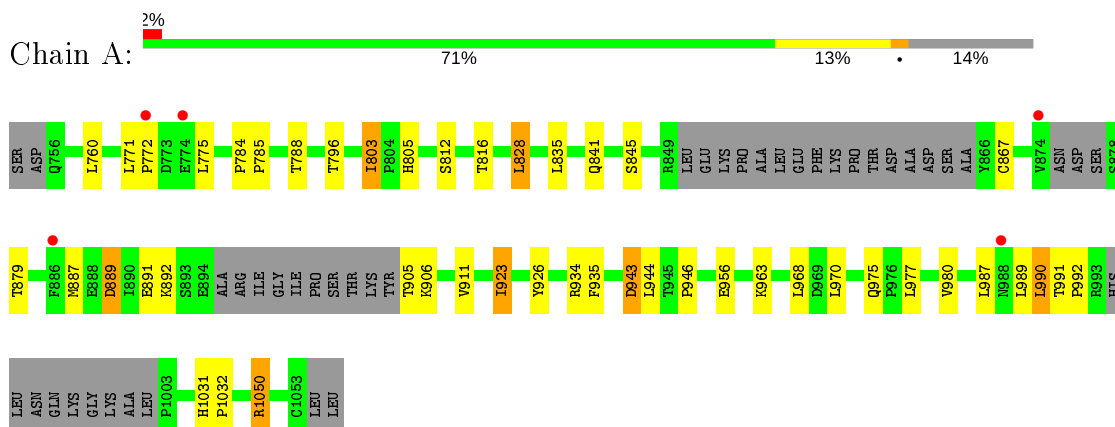 2%
Chain A:
71% 13% • 14%
SER ASP Q756 L760 L771 P772 D773 E774 L775 P784 P785 T788 T796 I803 P804 H805 S812 T816 L828 L835 Q841 S845 R849 LEU GLU LYS PRO ALA LEU GLU PHE LYS PRO THR ASP ALA ASP SER ALA Y866 C867 V874 ASN ASP SER S878
T879 F886 M887 E888 D889 I890 E891 K892 S893 E894 ALA ARG ILE GLY ILE PRO SER THR LYS TYR T905 K906 V911 I923 Y926 R934 F935 D943 L944 T945 P946 E956 K963 L968 D969 L970 Q975 P976 L977 V980 L987 N988 L989 L990 T991 P992 R993 HIS
LEU ASN GLN LYS GLY LYS ALA LEU P1003 H1031 P1032 R1050 C1053 LEU LEU